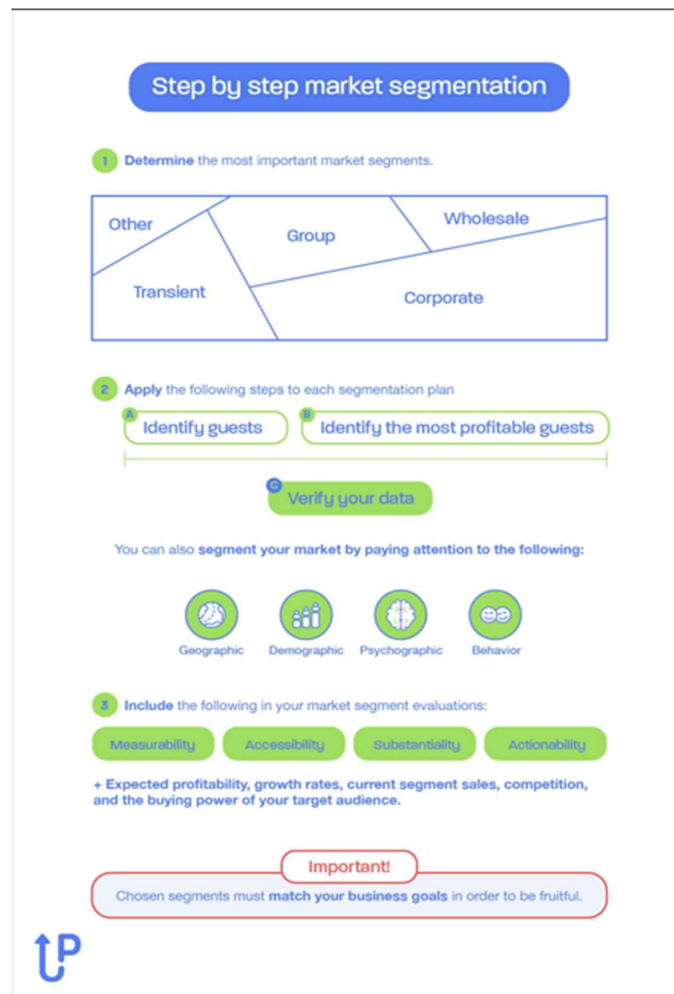 Step by step market segmentation
1 Determine the most important market segments.
Other
Group
Wholesale
Transient
Corporate
2 Apply the following steps to each segmentation plan
A Identify guests
B Identify the most profitable guests
C Verify your data
You can also segment your market by paying attention to the following:
Geographic
Demographic
Psychographic
Behavior
3 Include the following in your market segment evaluations:
Measurability
Accessibility
Substantiality
Actionability
+ Expected profitability, growth rates, current segment sales, competition,
and the buying power of your target audience.
Important!
Chosen segments must match your business goals in order to be fruitful.
P